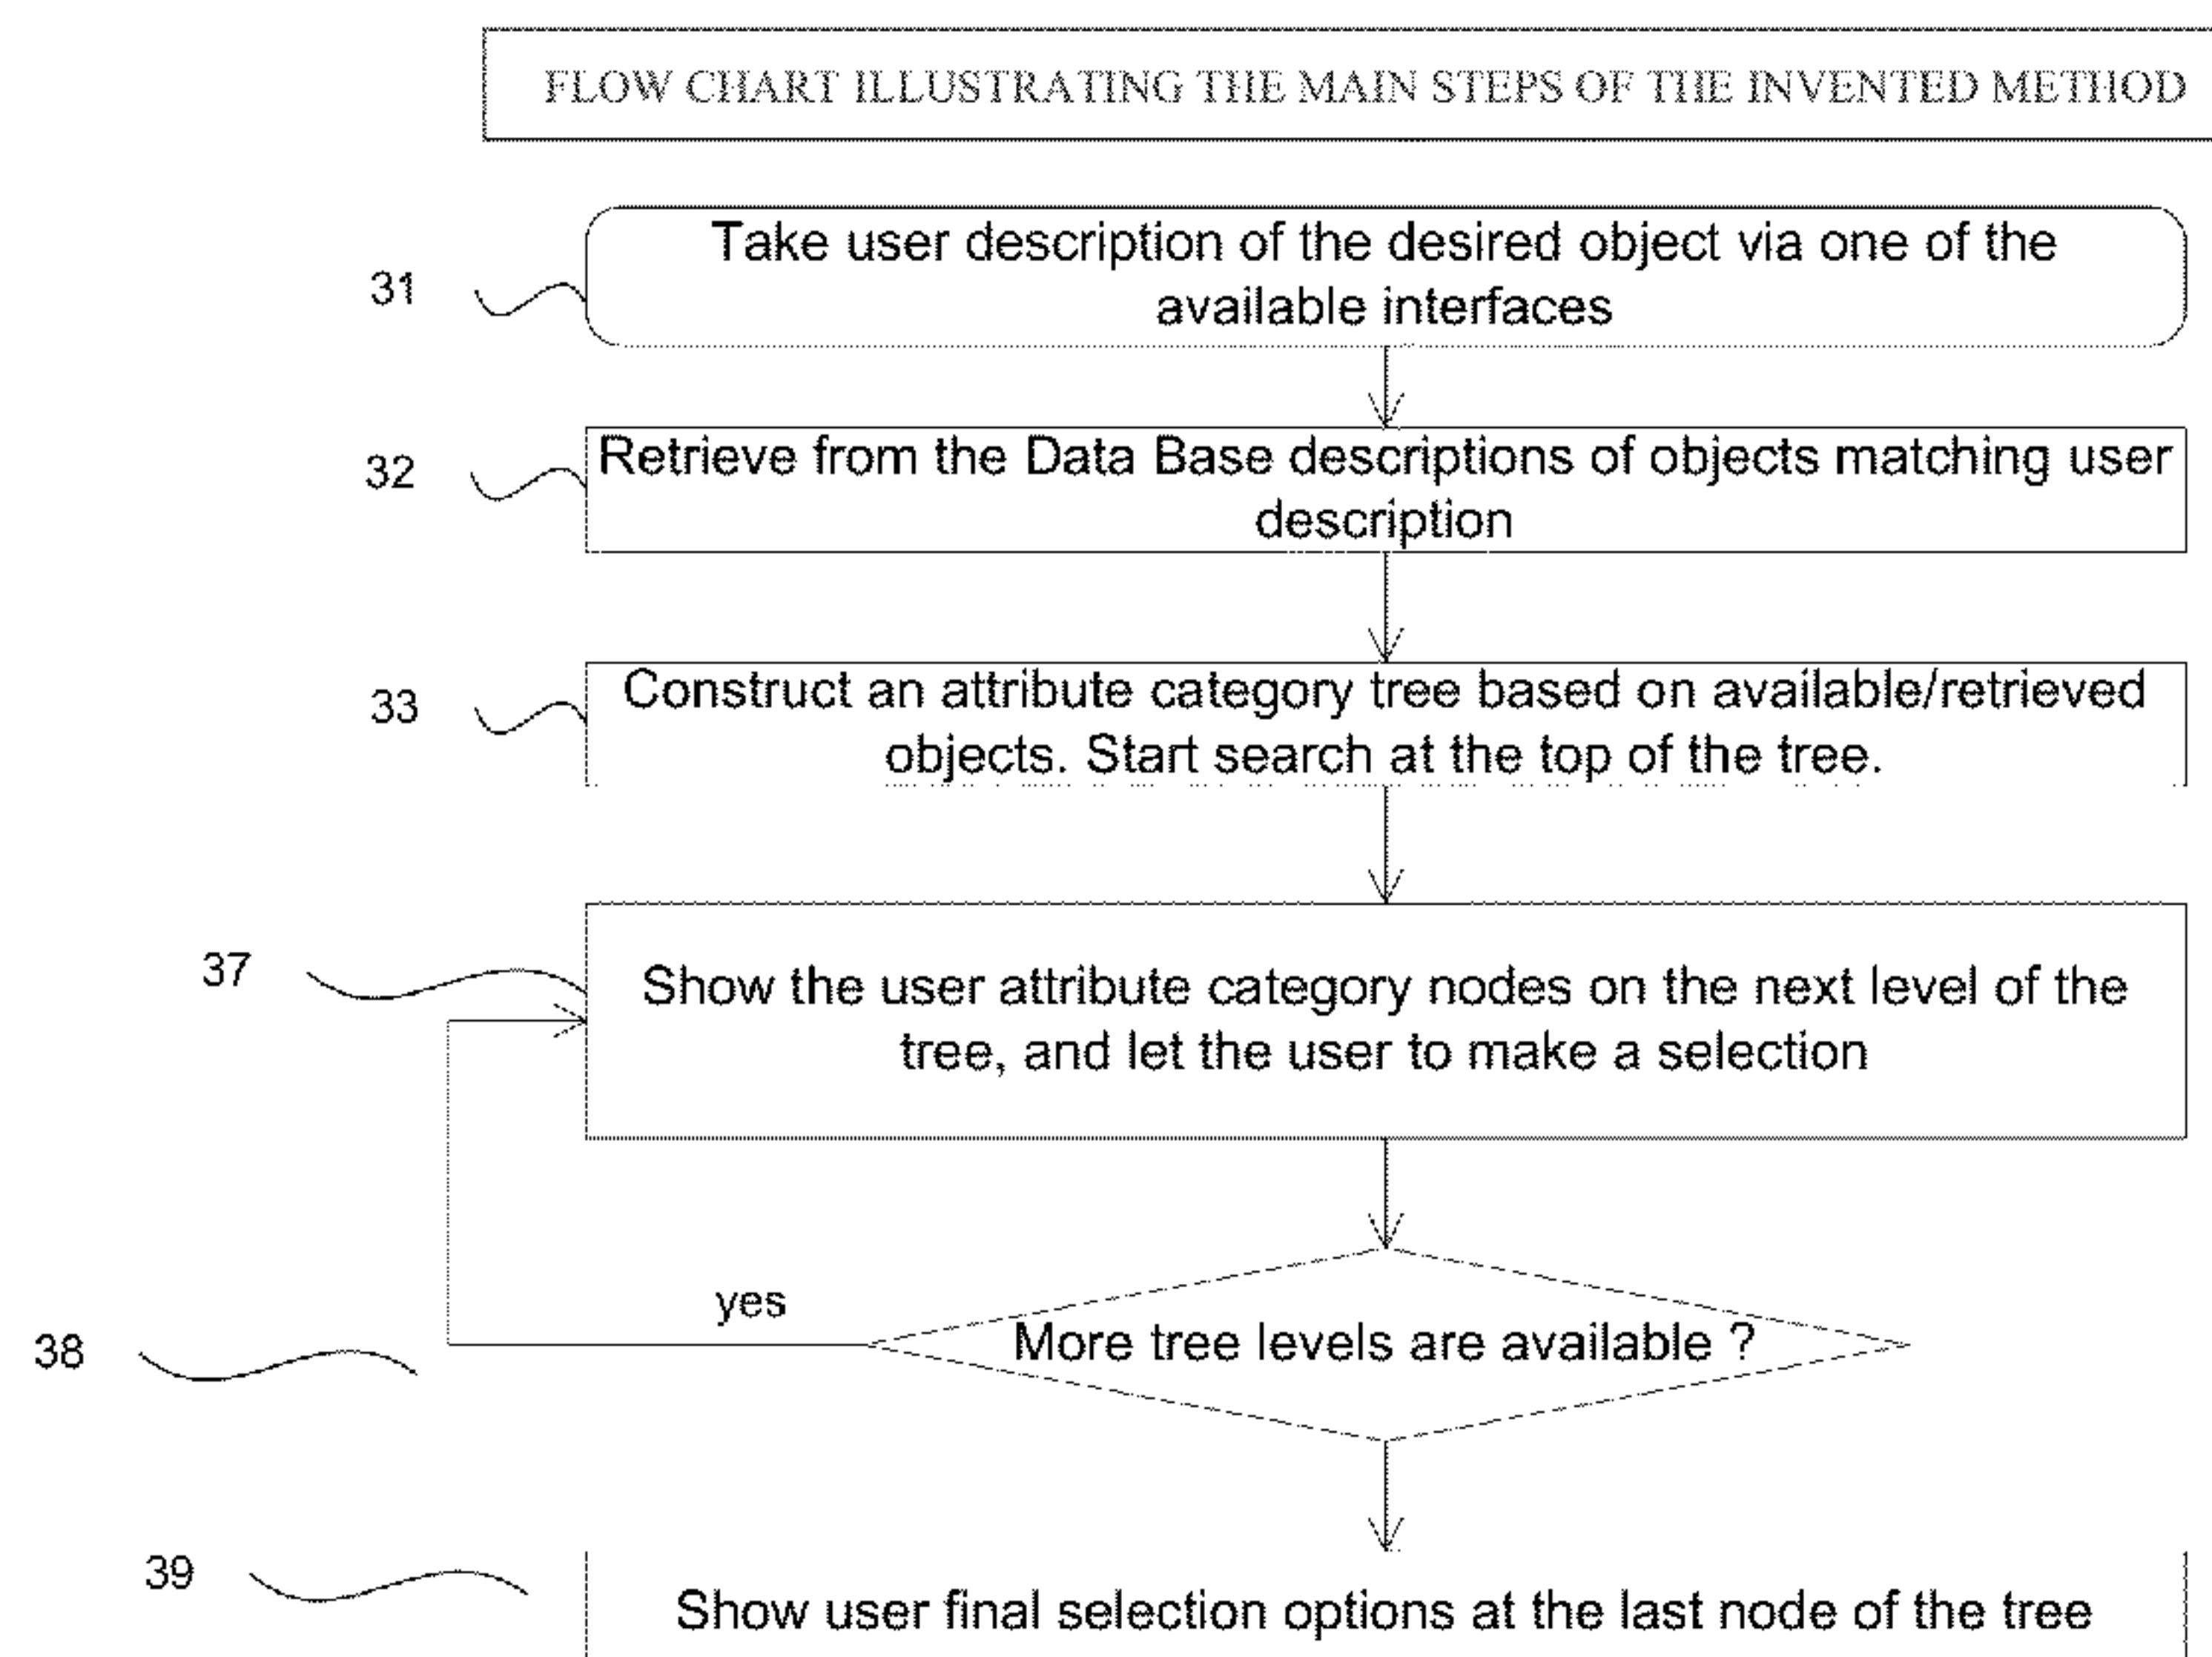 FLOW CHART ILLUSTRATING THE MAIN STEPS OF THE INVENTED METHOD
31
Take user description of the desired object via one of the
available interfaces
32
Retrieve from the Data Base descriptions of objects matching user
description
33
Construct an attribute category tree based on available/retrieved
objects. Start search at the top of the tree.
37
Show the user attribute category nodes on the next level of the
tree, and let the user to make a selection
yes
38
More tree levels are available ?
39
Show user final selection options at the last node of the tree